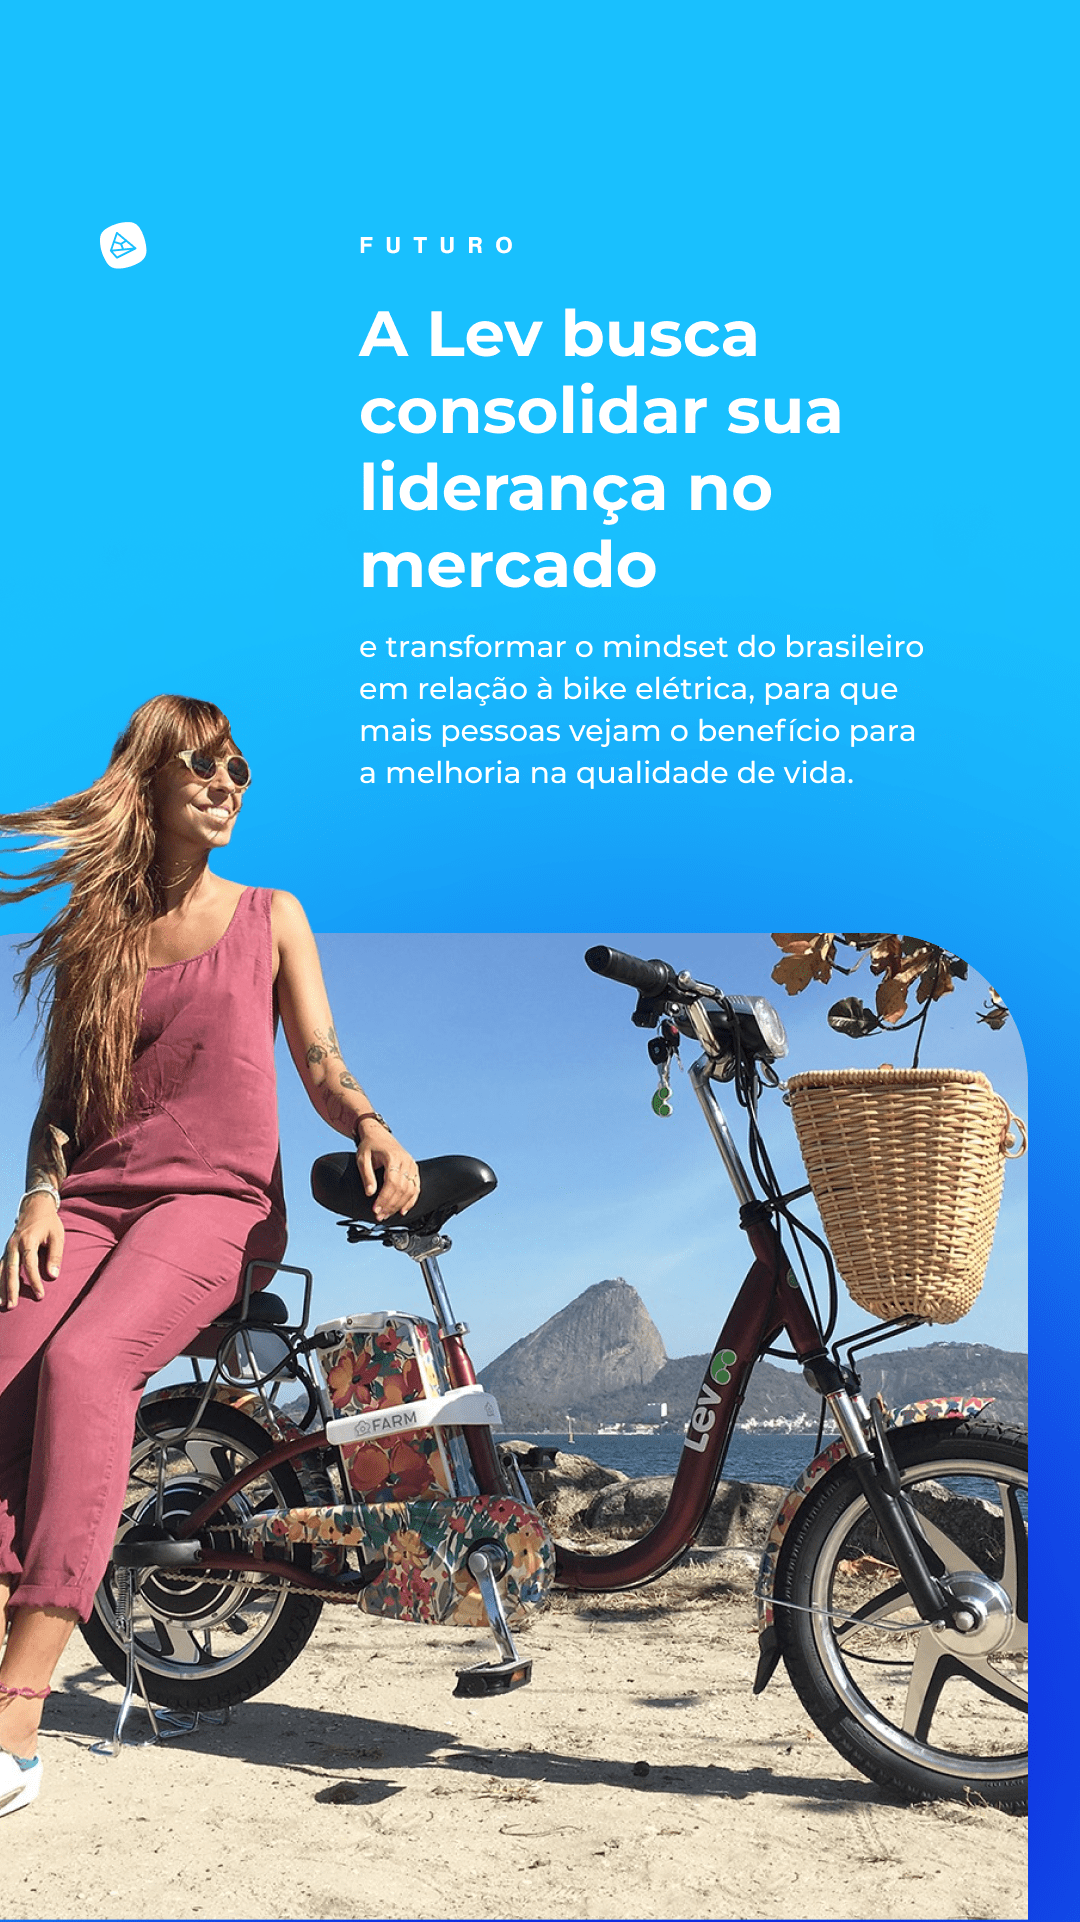 FUTURO
A Lev busca
consolidar sua
liderança no
mercado
e transformar o mindset do brasileiro
em relação à bike elétrica, para que
mais pessoas vejam o benefício para
a melhoria na qualidade de vida.
Lev
FARM